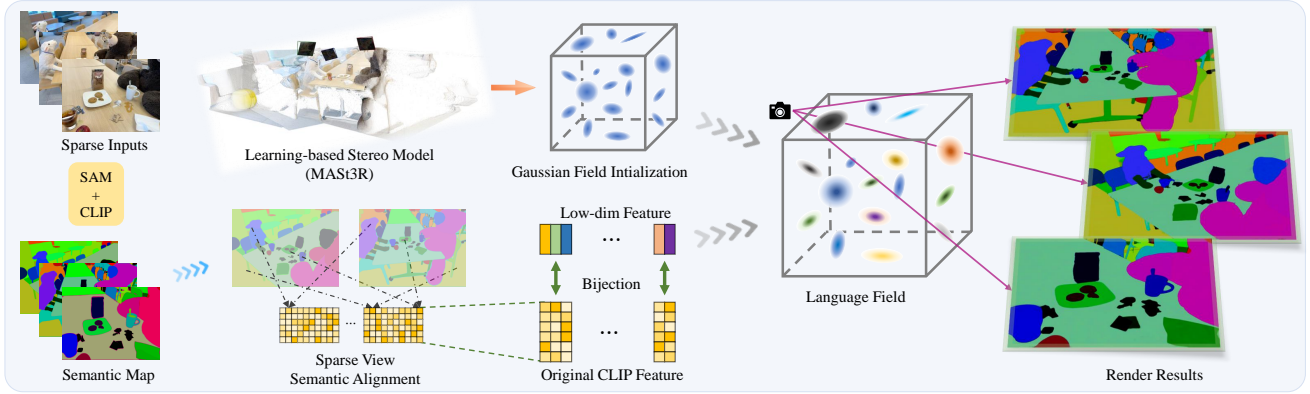 Sparse Inputs
SAM
+
CLIP
Semantic Map
Learning-based Stereo Model
(MASt3R)
Gaussian Field Intialization
...
Sparse View
Semantic Alignment
Low-dim Feature
...
Bijection
...
Original CLIP Feature
Language Field
Render Results